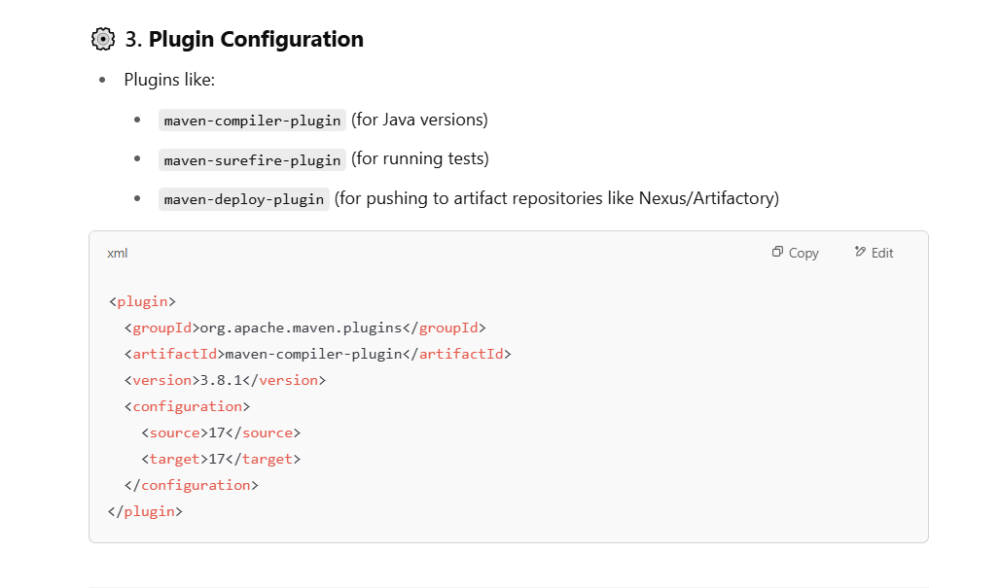 3. Plugin Configuration
Plugins like:
maven-compiler-plugin (for Java versions)
maven-surefire-plugin (for running tests)
maven-deploy-plugin (for pushing to artifact repositories like Nexus/Artifactory)
xml Copy Edit
<plugin>
  <groupId>org.apache.maven.plugins</groupId>
  <artifactId>maven-compiler-plugin</artifactId>
  <version>3.8.1</version>
  <configuration>
    <source>17</source>
    <target>17</target>
  </configuration>
</plugin>